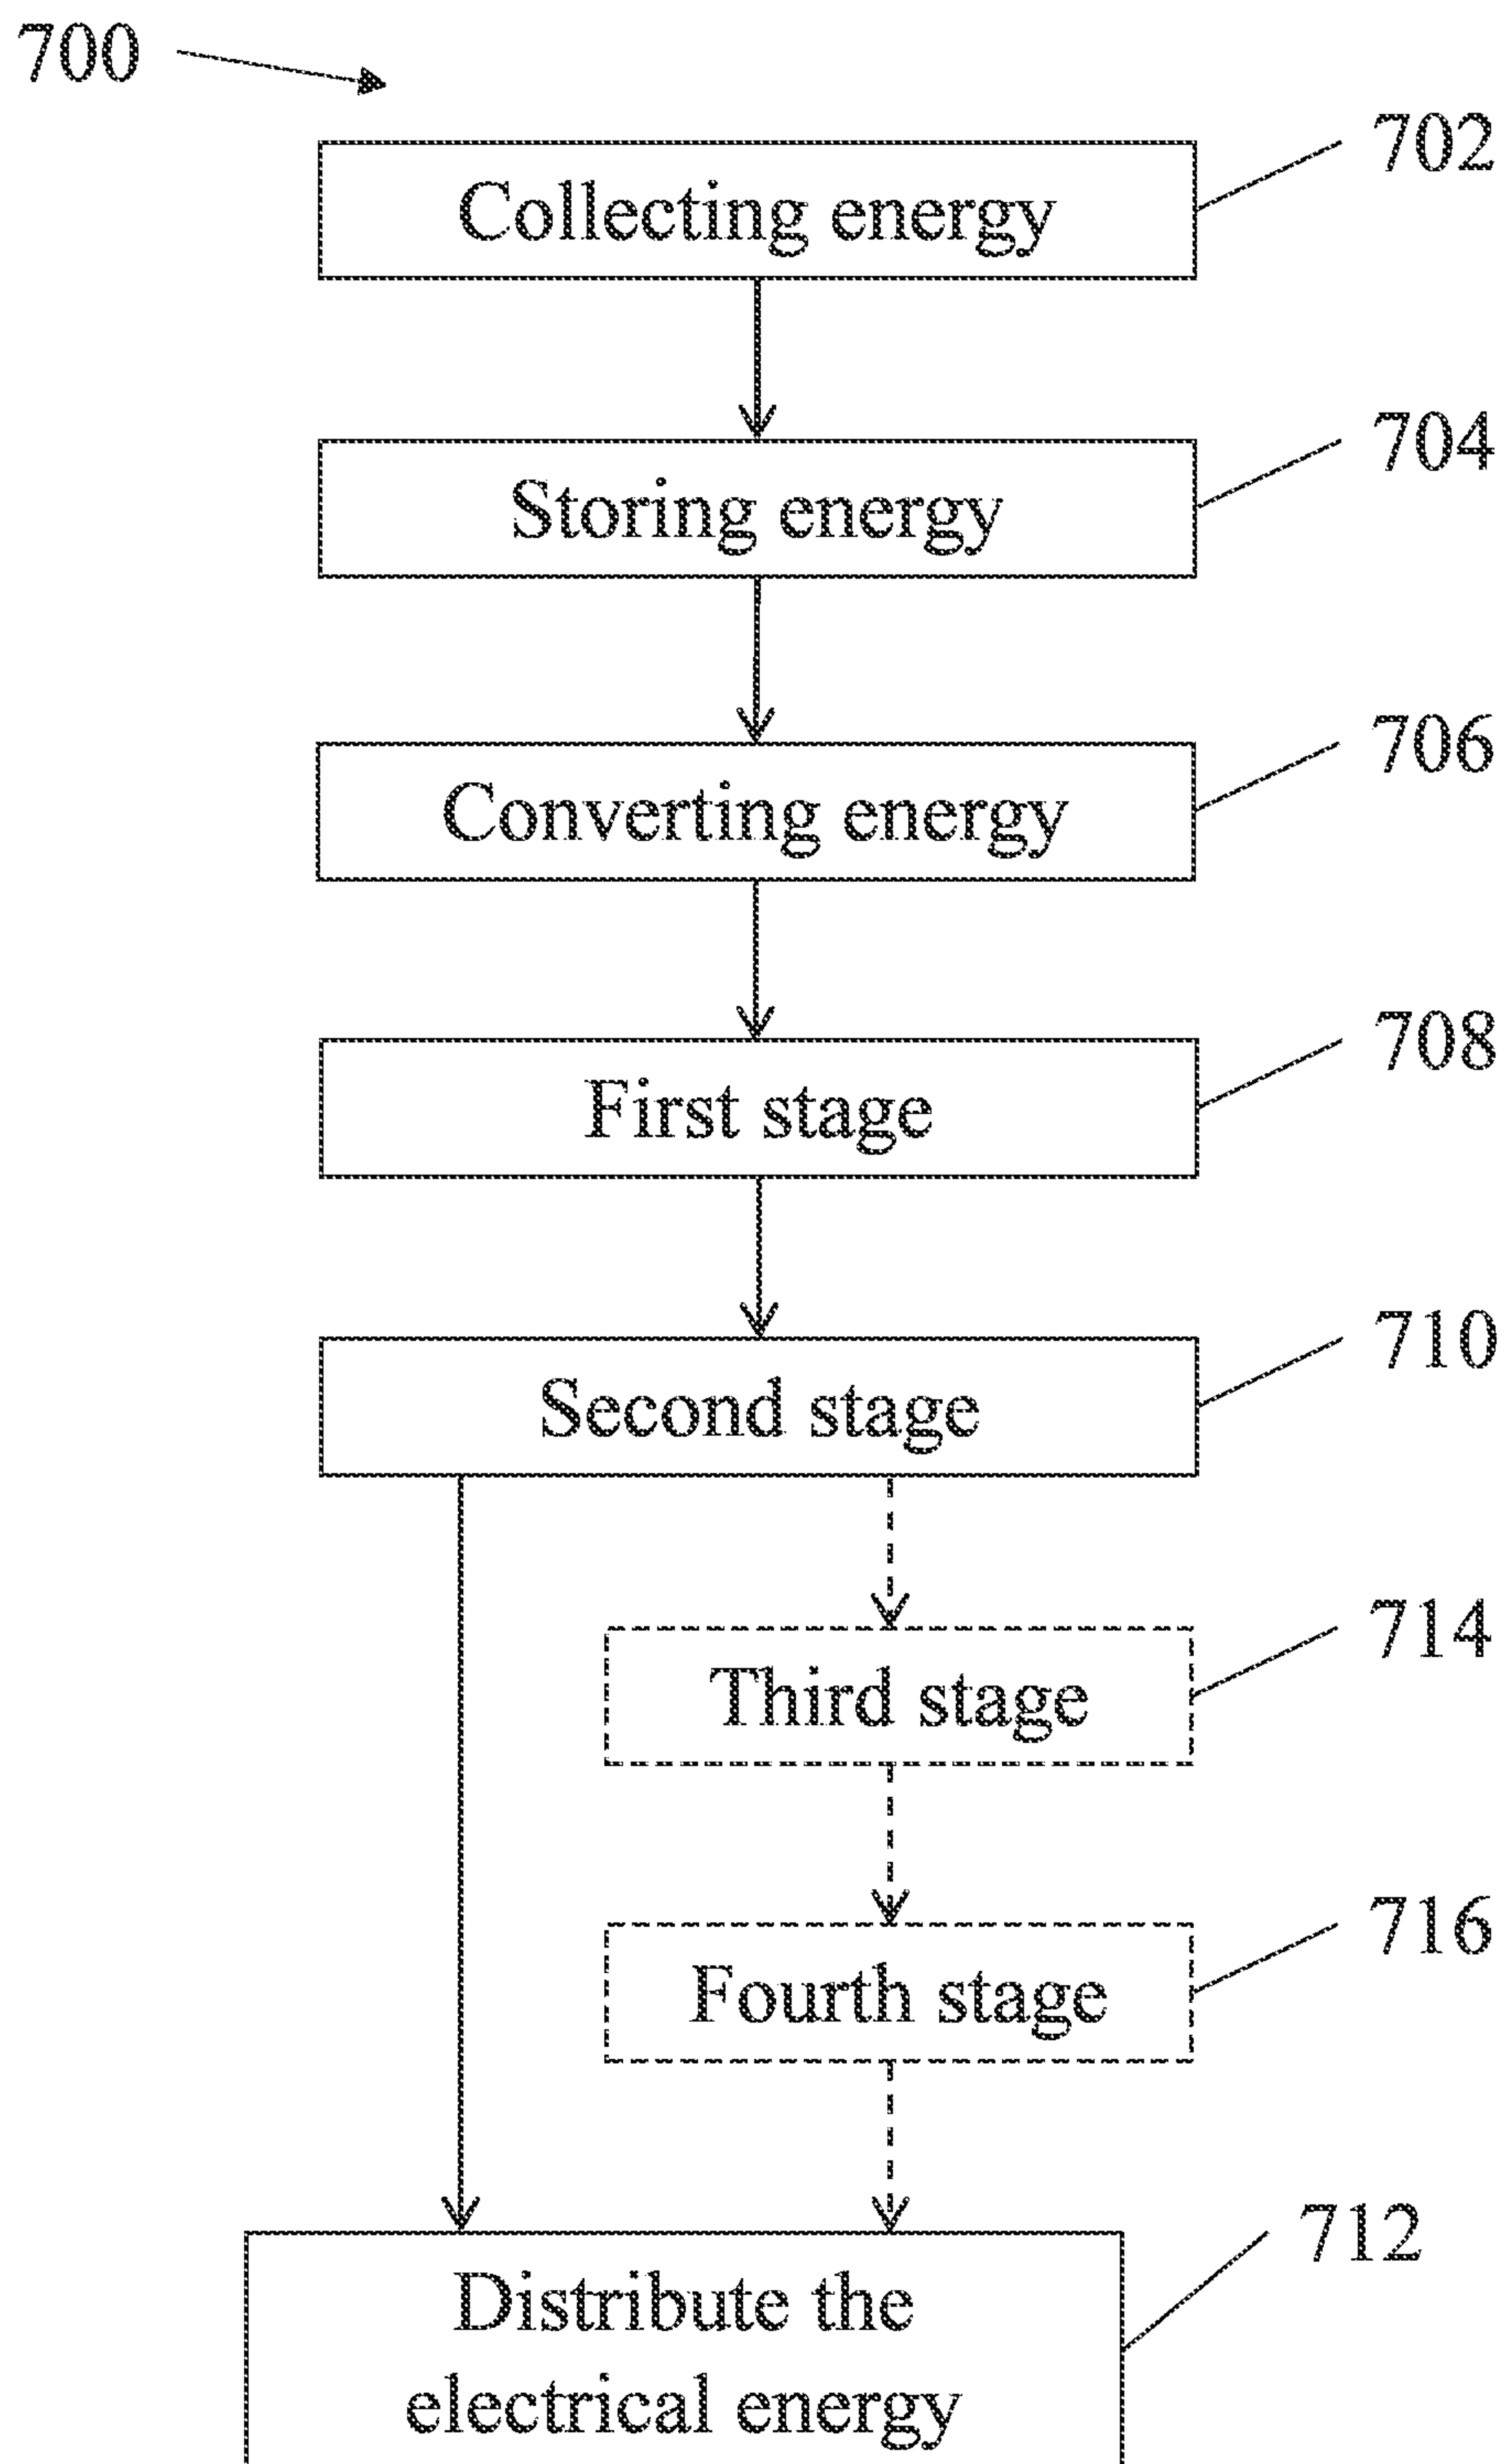 700
702
Collecting energy
704
Storing energy
706
Converting energy
708
First stage
710
Second stage
714
Third stage
716
Fourth stage
712
Distribute the
electrical energy